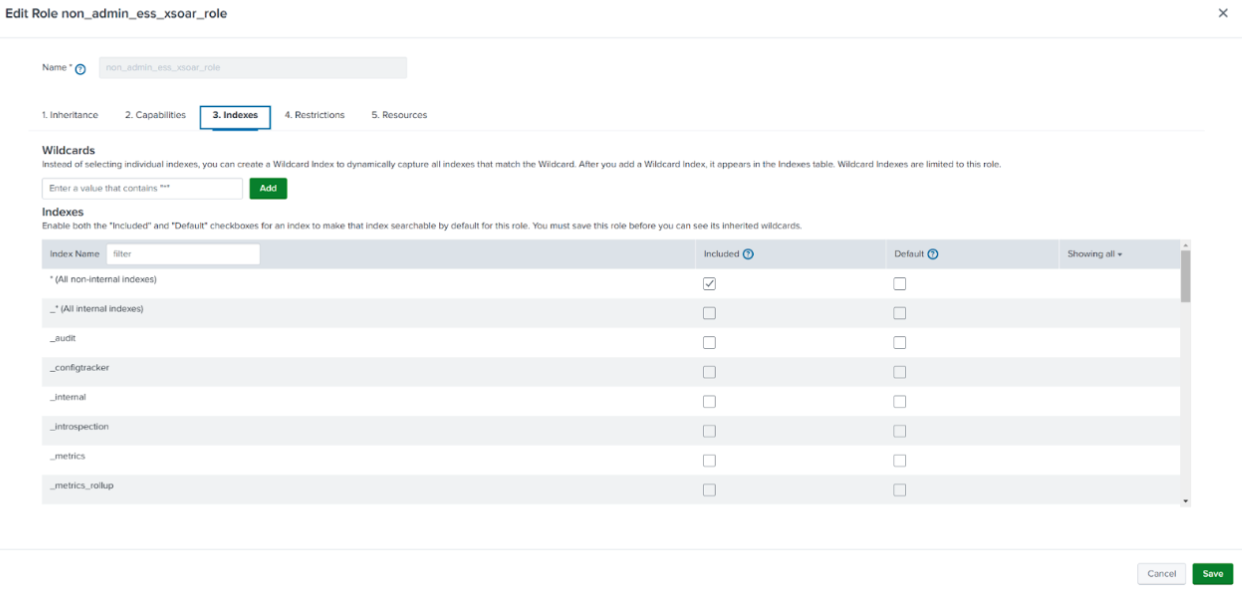 Edit Role non_admin_ess_xsoar_role
Name * non_admin_ess_xsoar_role
1. Inheritance 2. Capabilities 3. Indexes 4. Restrictions 5. Resources
Wildcards
Instead of selecting individual indexes, you can create a Wildcard Index to dynamically capture all indexes that match the Wildcard. After you add a Wildcard Index, it appears in the Indexes table. Wildcard Indexes are limited to this role.
Enter a value that contains "*" Add
Indexes
Enable both the "Included" and "Default" checkboxes for an index to make that index searchable by default for this role. You must save this role before you can see its inherited wildcards.
Index Name filter Included Default Showing all
* (All non-internal indexes)
_* (All internal indexes)
_audit
_configtracker
_internal
_introspection
_metrics
_metrics_rollup
Cancel Save